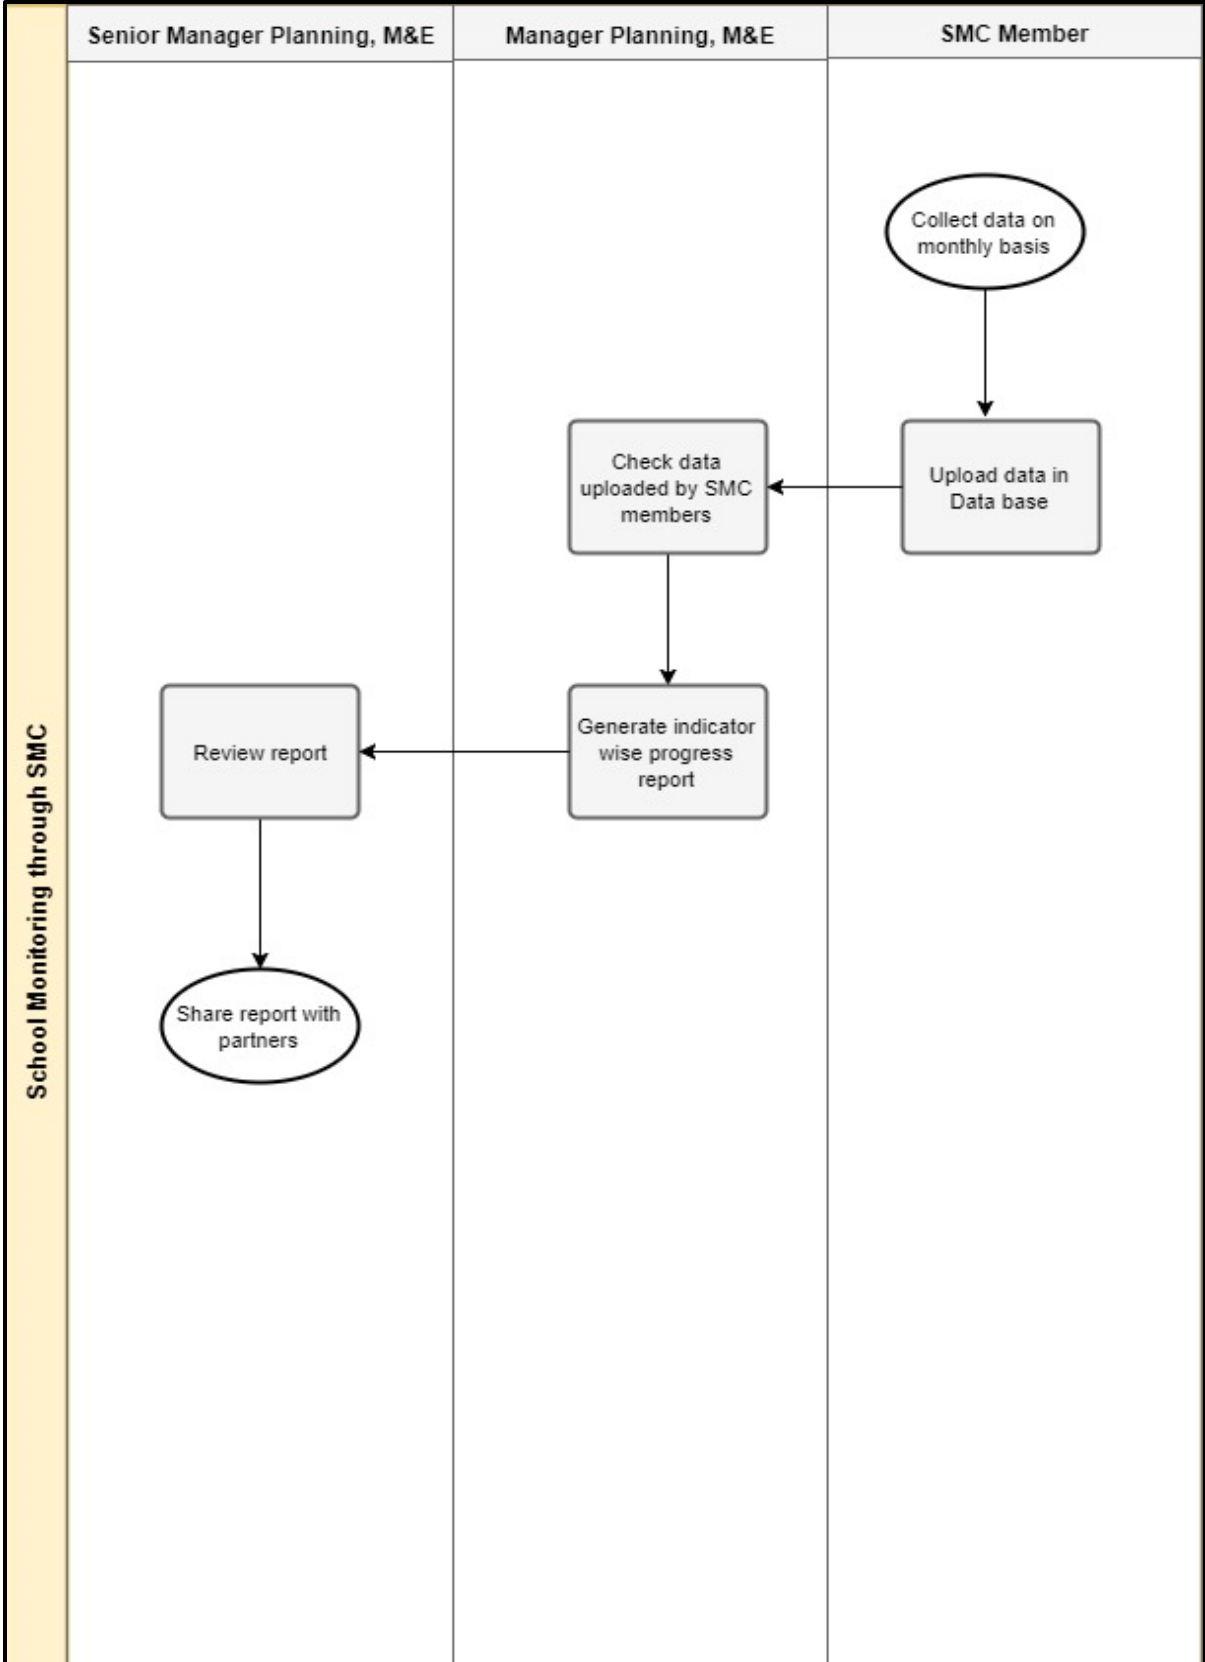 Senior Manager Planning, M&E
Manager Planning, M&E
SMC Member
School Monitoring through SMC
Collect data on
monthly basis
Upload data in
Data base
Check data
uploaded by SMC
members
Generate indicator
wise progress
report
Review report
Share report with
partners